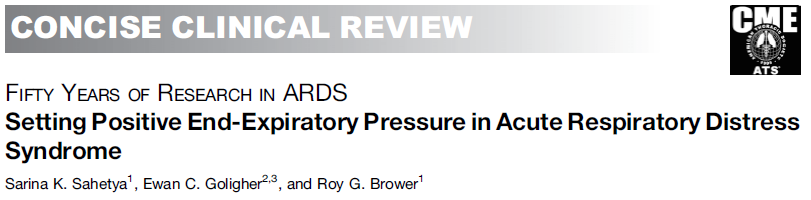 CONCISE CLINICAL REVIEW
CME
ATS®
FIFTY YEARS OF RESEARCH IN ARDS
Setting Positive End-Expiratory Pressure in Acute Respiratory Distress
Syndrome
Sarina K. Sahetya1, Ewan C. Goligher2,3, and Roy G. Brower1